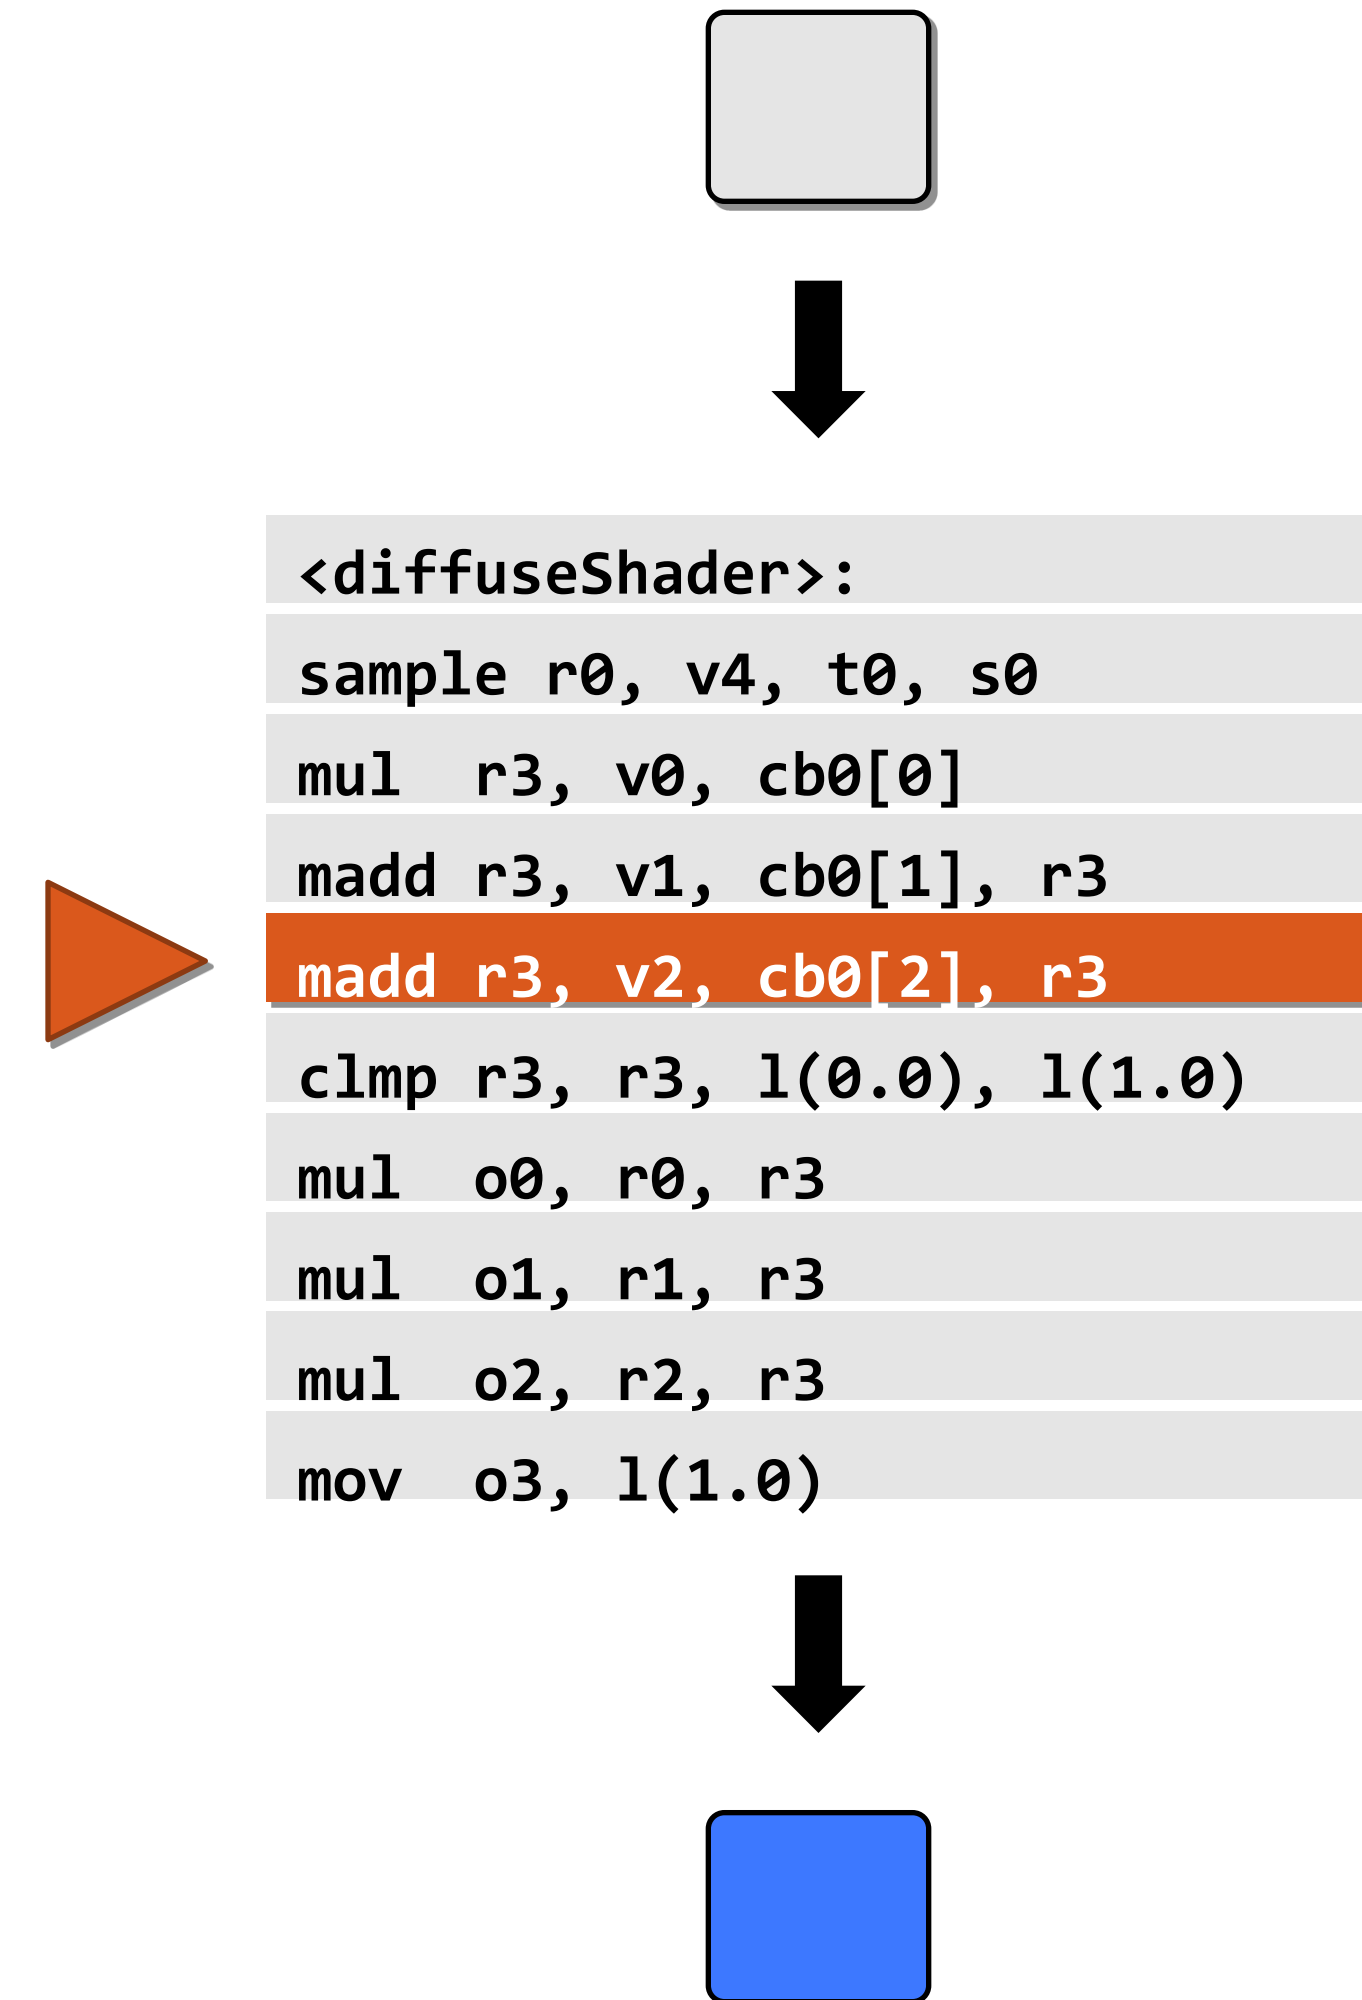 <diffuseShader>:
sample r0, v4, t0, s0
mul  r3, v0, cb0[0]
madd r3, v1, cb0[1], r3
madd r3, v2, cb0[2], r3
clmp r3, r3, l(0.0), l(1.0)
mul  o0, r0, r3
mul  o1, r1, r3
mul  o2, r2, r3
mov  o3, l(1.0)